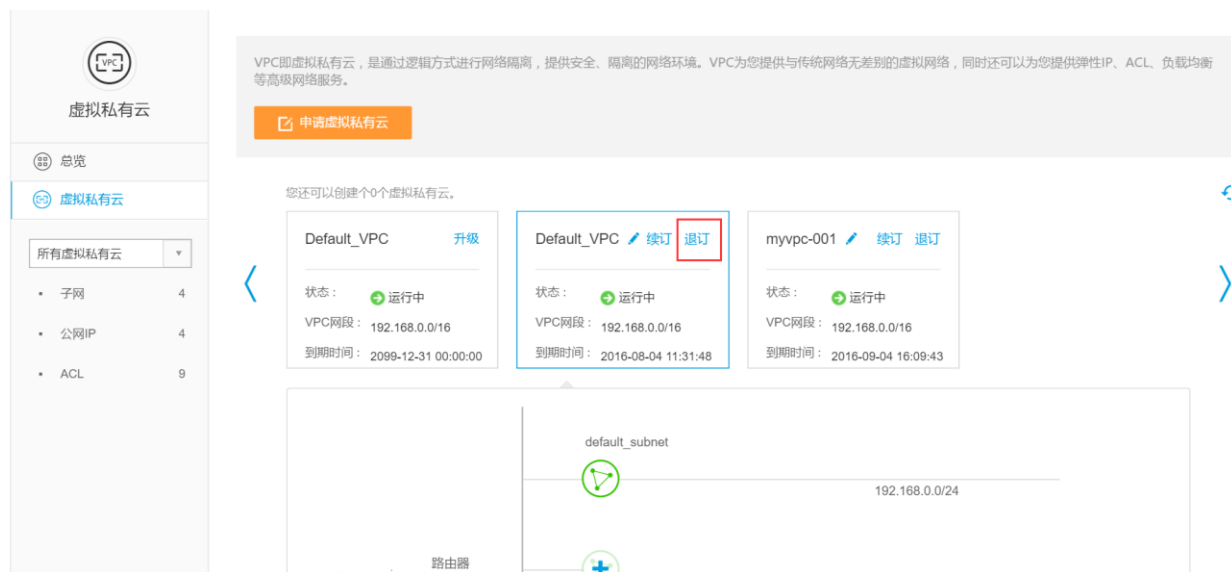 VPC
虚拟私有云
总览
虚拟私有云
所有虚拟私有云
子网 4
公网IP 4
ACL 9
VPC即虚拟私有云，是通过逻辑方式进行网络隔离，提供安全、隔离的网络环境。VPC为您提供与传统网络无差别的虚拟网络，同时还可以为您提供弹性IP、ACL、负载均衡
等高级网络服务。
申请虚拟私有云
您还可以创建个0个虚拟私有云。
Default_VPC 升级
状态： 运行中
VPC网段： 192.168.0.0/16
到期时间： 2099-12-31 00:00:00
Default_VPC 续订 退订
状态： 运行中
VPC网段： 192.168.0.0/16
到期时间： 2016-08-04 11:31:48
myvpc-001 续订 退订
状态： 运行中
VPC网段： 192.168.0.0/16
到期时间： 2016-09-04 16:09:43
default_subnet
192.168.0.0/24
路由器